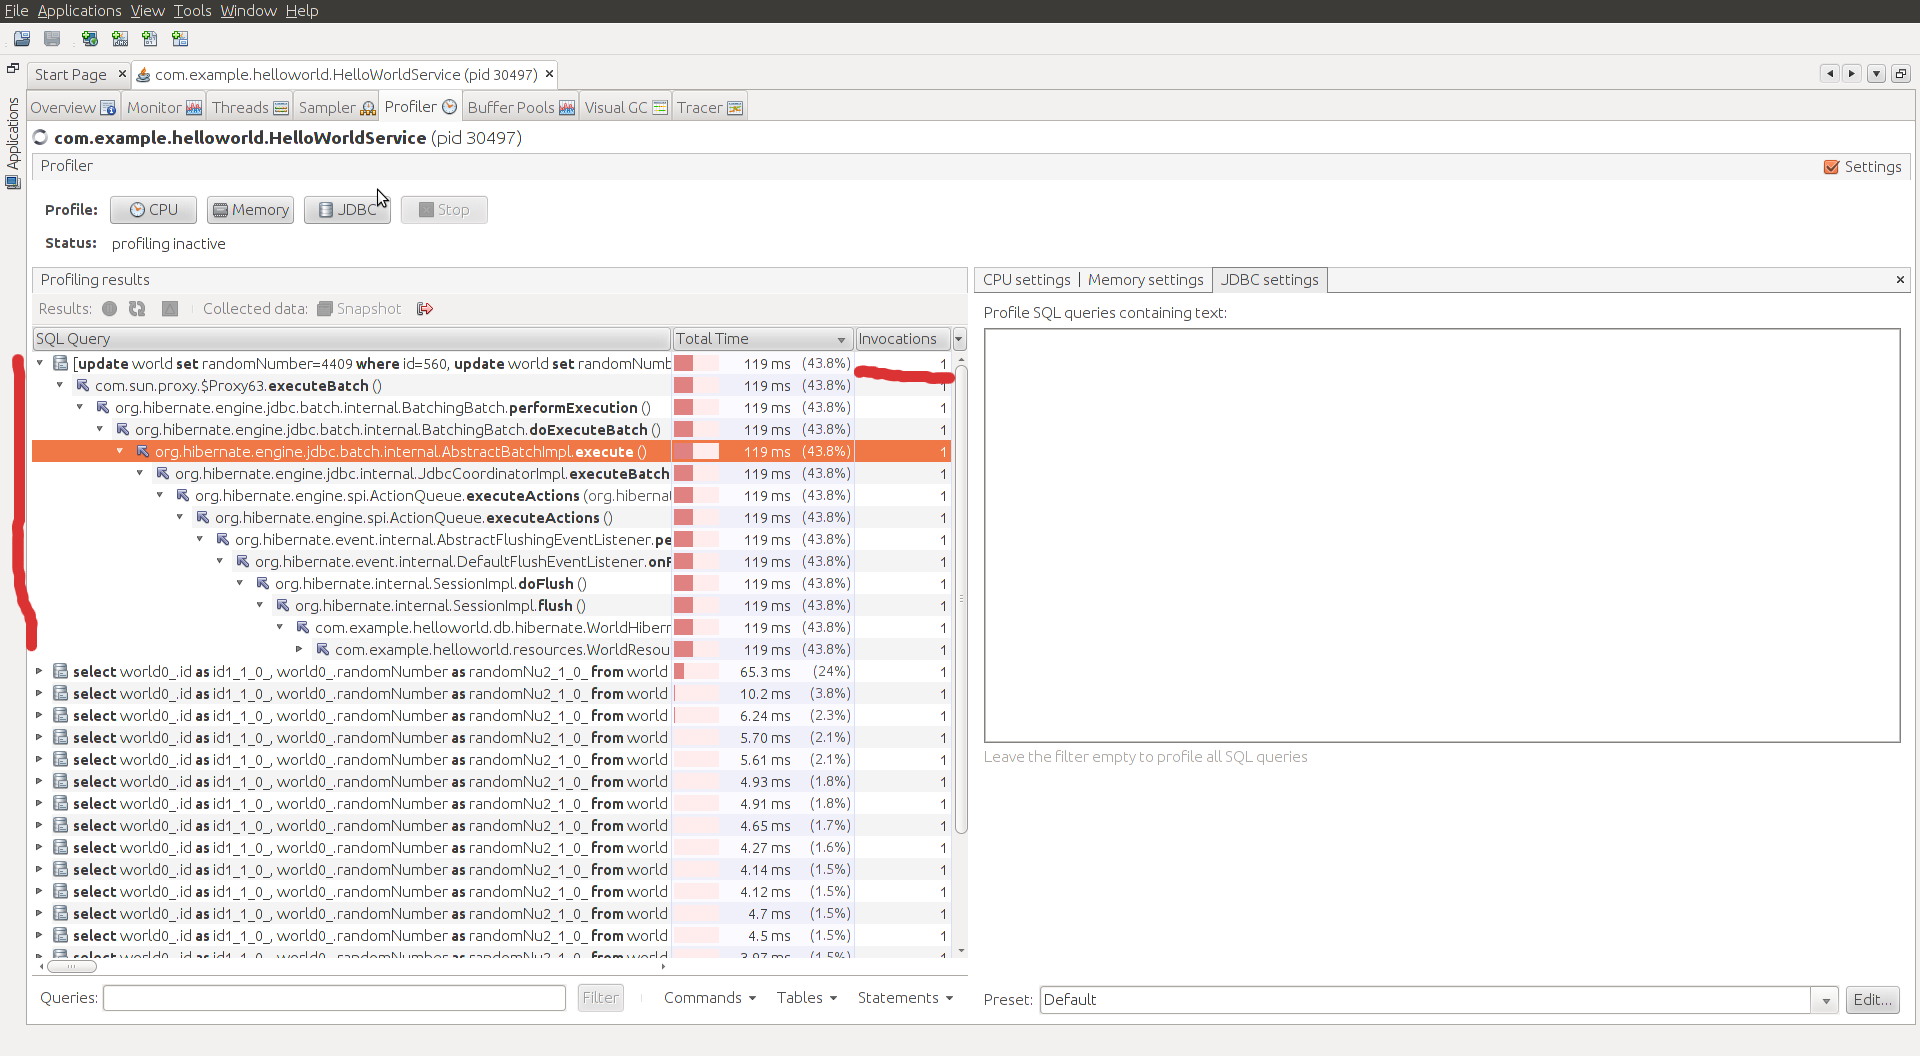 File Applications View Tools Window Help
Start Page × com.example.helloworld.HelloWorldService (pid 30497) ×
Applications
Overview Monitor Threads Sampler Profiler Buffer Pools Visual GC Tracer
com.example.helloworld.HelloWorldService (pid 30497)
Profiler Settings
Profile: CPU Memory JDBC Stop
Status: profiling inactive
Profiling results
CPU settings | Memory settings JDBC settings ×
Results: Collected data: Snapshot
Profile SQL queries containing text:
SQL Query Total Time Invocations
[update world set randomNumber=4409 where id=560, update world set randomNumb 119 ms (43.8%) 1
com.sun.proxy.$Proxy63.executeBatch () 119 ms (43.8%) 1
org.hibernate.engine.jdbc.batch.internal.BatchingBatch.performExecution () 119 ms (43.8%) 1
org.hibernate.engine.jdbc.batch.internal.BatchingBatch.doExecuteBatch () 119 ms (43.8%) 1
org.hibernate.engine.jdbc.batch.internal.AbstractBatchImpl.execute () 119 ms (43.8%) 1
org.hibernate.engine.jdbc.internal.JdbcCoordinatorImpl.executeBatch 119 ms (43.8%) 1
org.hibernate.engine.spi.ActionQueue.executeActions (org.hiberna 119 ms (43.8%) 1
org.hibernate.engine.spi.ActionQueue.executeActions () 119 ms (43.8%) 1
org.hibernate.event.internal.AbstractFlushingEventListener.pe 119 ms (43.8%) 1
org.hibernate.event.internal.DefaultFlushEventListener.onF 119 ms (43.8%) 1
org.hibernate.internal.SessionImpl.doFlush () 119 ms (43.8%) 1
org.hibernate.internal.SessionImpl.flush () 119 ms (43.8%) 1
com.example.helloworld.db.hibernate.WorldHibern 119 ms (43.8%) 1
com.example.helloworld.resources.WorldResou 119 ms (43.8%) 1
select world0_.id as id1_1_0_, world0_.randomNumber as randomNu2_1_0_ from world 65.3 ms (24%) 1
select world0_.id as id1_1_0_, world0_.randomNumber as randomNu2_1_0_ from world 10.2 ms (3.8%) 1
select world0_.id as id1_1_0_, world0_.randomNumber as randomNu2_1_0_ from world 6.24 ms (2.3%) 1
select world0_.id as id1_1_0_, world0_.randomNumber as randomNu2_1_0_ from world 5.70 ms (2.1%) 1
select world0_.id as id1_1_0_, world0_.randomNumber as randomNu2_1_0_ from world 5.61 ms (2.1%) 1
select world0_.id as id1_1_0_, world0_.randomNumber as randomNu2_1_0_ from world 4.93 ms (1.8%) 1
select world0_.id as id1_1_0_, world0_.randomNumber as randomNu2_1_0_ from world 4.91 ms (1.8%) 1
select world0_.id as id1_1_0_, world0_.randomNumber as randomNu2_1_0_ from world 4.65 ms (1.7%) 1
select world0_.id as id1_1_0_, world0_.randomNumber as randomNu2_1_0_ from world 4.27 ms (1.6%) 1
select world0_.id as id1_1_0_, world0_.randomNumber as randomNu2_1_0_ from world 4.14 ms (1.5%) 1
select world0_.id as id1_1_0_, world0_.randomNumber as randomNu2_1_0_ from world 4.12 ms (1.5%) 1
select world0_.id as id1_1_0_, world0_.randomNumber as randomNu2_1_0_ from world 4.7 ms (1.5%) 1
select world0_.id as id1_1_0_, world0_.randomNumber as randomNu2_1_0_ from world 4.5 ms (1.5%) 1
select world0_.id as id1_1_0_, world0_.randomNumber as randomNu2_1_0_ from world 3.97 ms (1.5%) 1
Leave the filter empty to profile all SQL queries
Queries: Filter Commands Tables Statements
Preset: Default Edit...